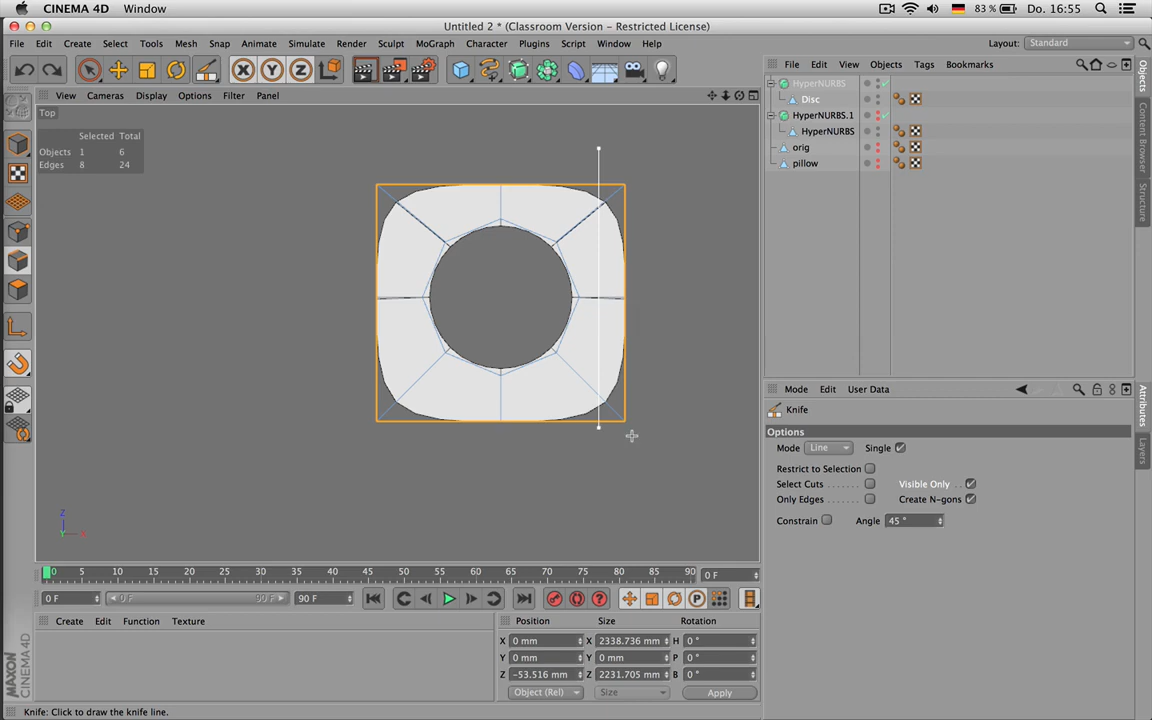 CINEMA 4D Window 83 % Do. 16:55
Untitled 2 * (Classroom Version - Restricted License)
File Edit Create Select Tools Mesh Snap Animate Simulate Render Sculpt MoGraph Character Plugins Script Window Help Layout: Standard
X Y Z
File Edit View Objects Tags Bookmarks
HyperNURBS
Disc
HyperNURBS.1
HyperNURBS
orig
pillow
Objects
Content Browser
Structure
View Cameras Display Options Filter Panel
Top
Selected Total
Objects 1 6
Edges 8 24
Z
Y X
Mode Edit User Data
Knife
Options
Mode Line Single
Restrict to Selection
Select Cuts Visible Only
Only Edges Create N-gons
Constrain Angle 45 °
Attributes
Layers
0 5 10 15 20 25 30 35 40 45 50 55 60 65 70 75 80 85 90 0 F
0 F 0 F 90 F 90 F
P
Create Edit Function Texture
Position Size Rotation
X 0 mm X 2338.736 mm H 0 °
Y 0 mm Y 0 mm P 0 °
Z -53.516 mm Z 2231.705 mm B 0 °
Object (Rel) Size Apply
MAXON
CINEMA 4D
Knife: Click to draw the knife line.